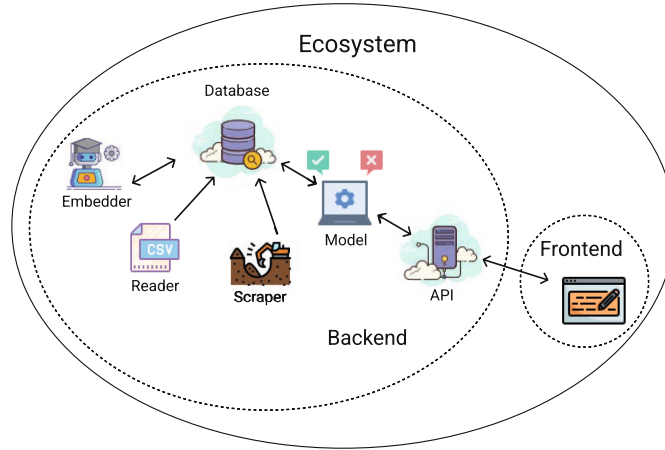 Ecosystem
Database
Embedder
CSV
Reader
Scraper
Model
API
Frontend
Backend